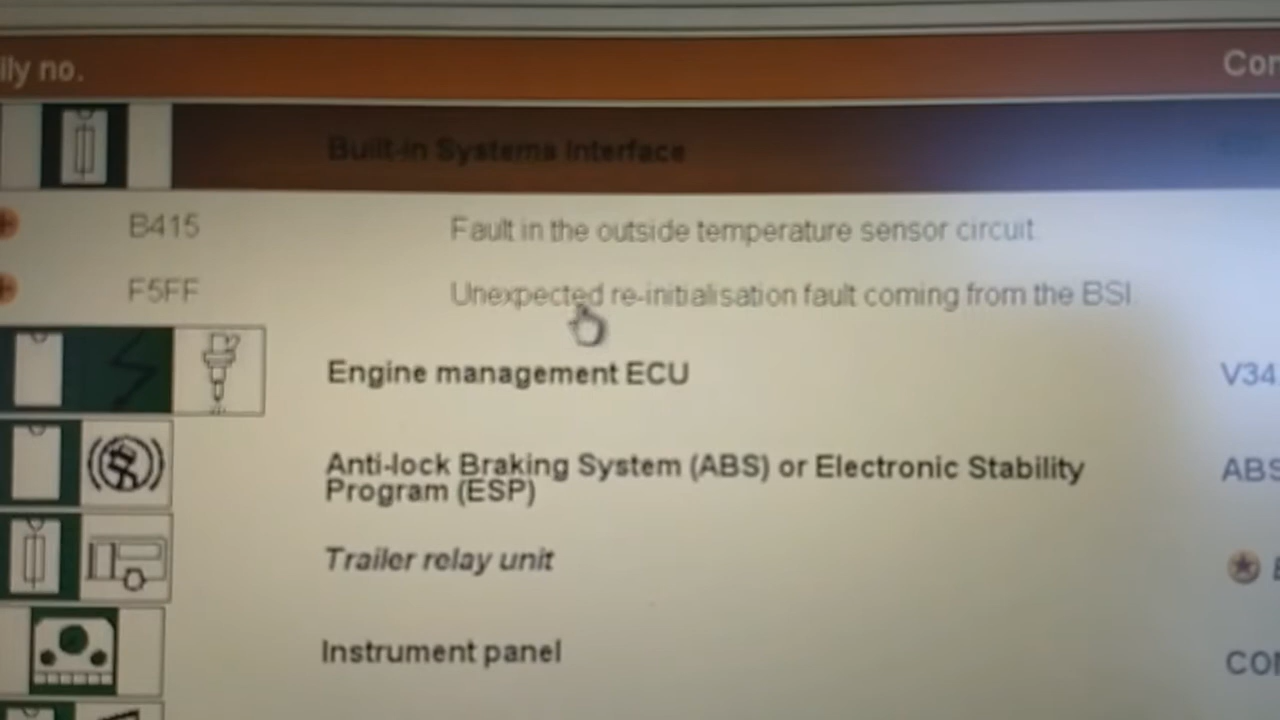 ily no.
Con
Built-in Systems Interface
B415 Fault in the outside temperature sensor circuit.
F5FF Unexpected re-initialisation fault coming from the BSI.
Engine management ECU V34
Anti-lock Braking System (ABS) or Electronic Stability ABS
Program (ESP)
Trailer relay unit
Instrument panel COM